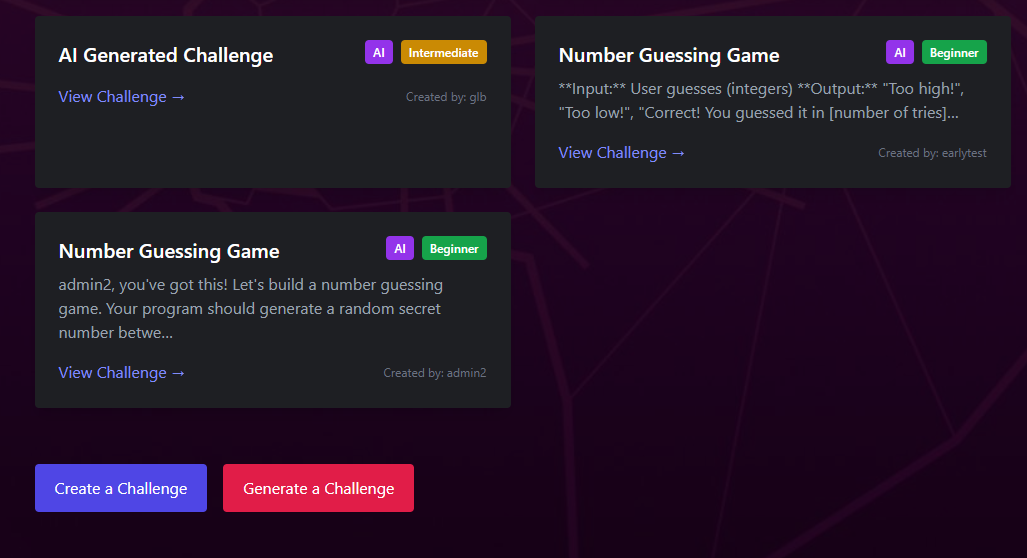 AI Generated Challenge
AI
Intermediate
View Challenge →
Created by: glb
Number Guessing Game
AI
Beginner
**Input:** User guesses (integers) **Output:** "Too high!",
"Too low!", "Correct! You guessed it in [number of tries]...
View Challenge →
Created by: earlytest
Number Guessing Game
AI
Beginner
admin2, you've got this! Let's build a number guessing
game. Your program should generate a random secret
number betwe...
View Challenge →
Created by: admin2
Create a Challenge
Generate a Challenge